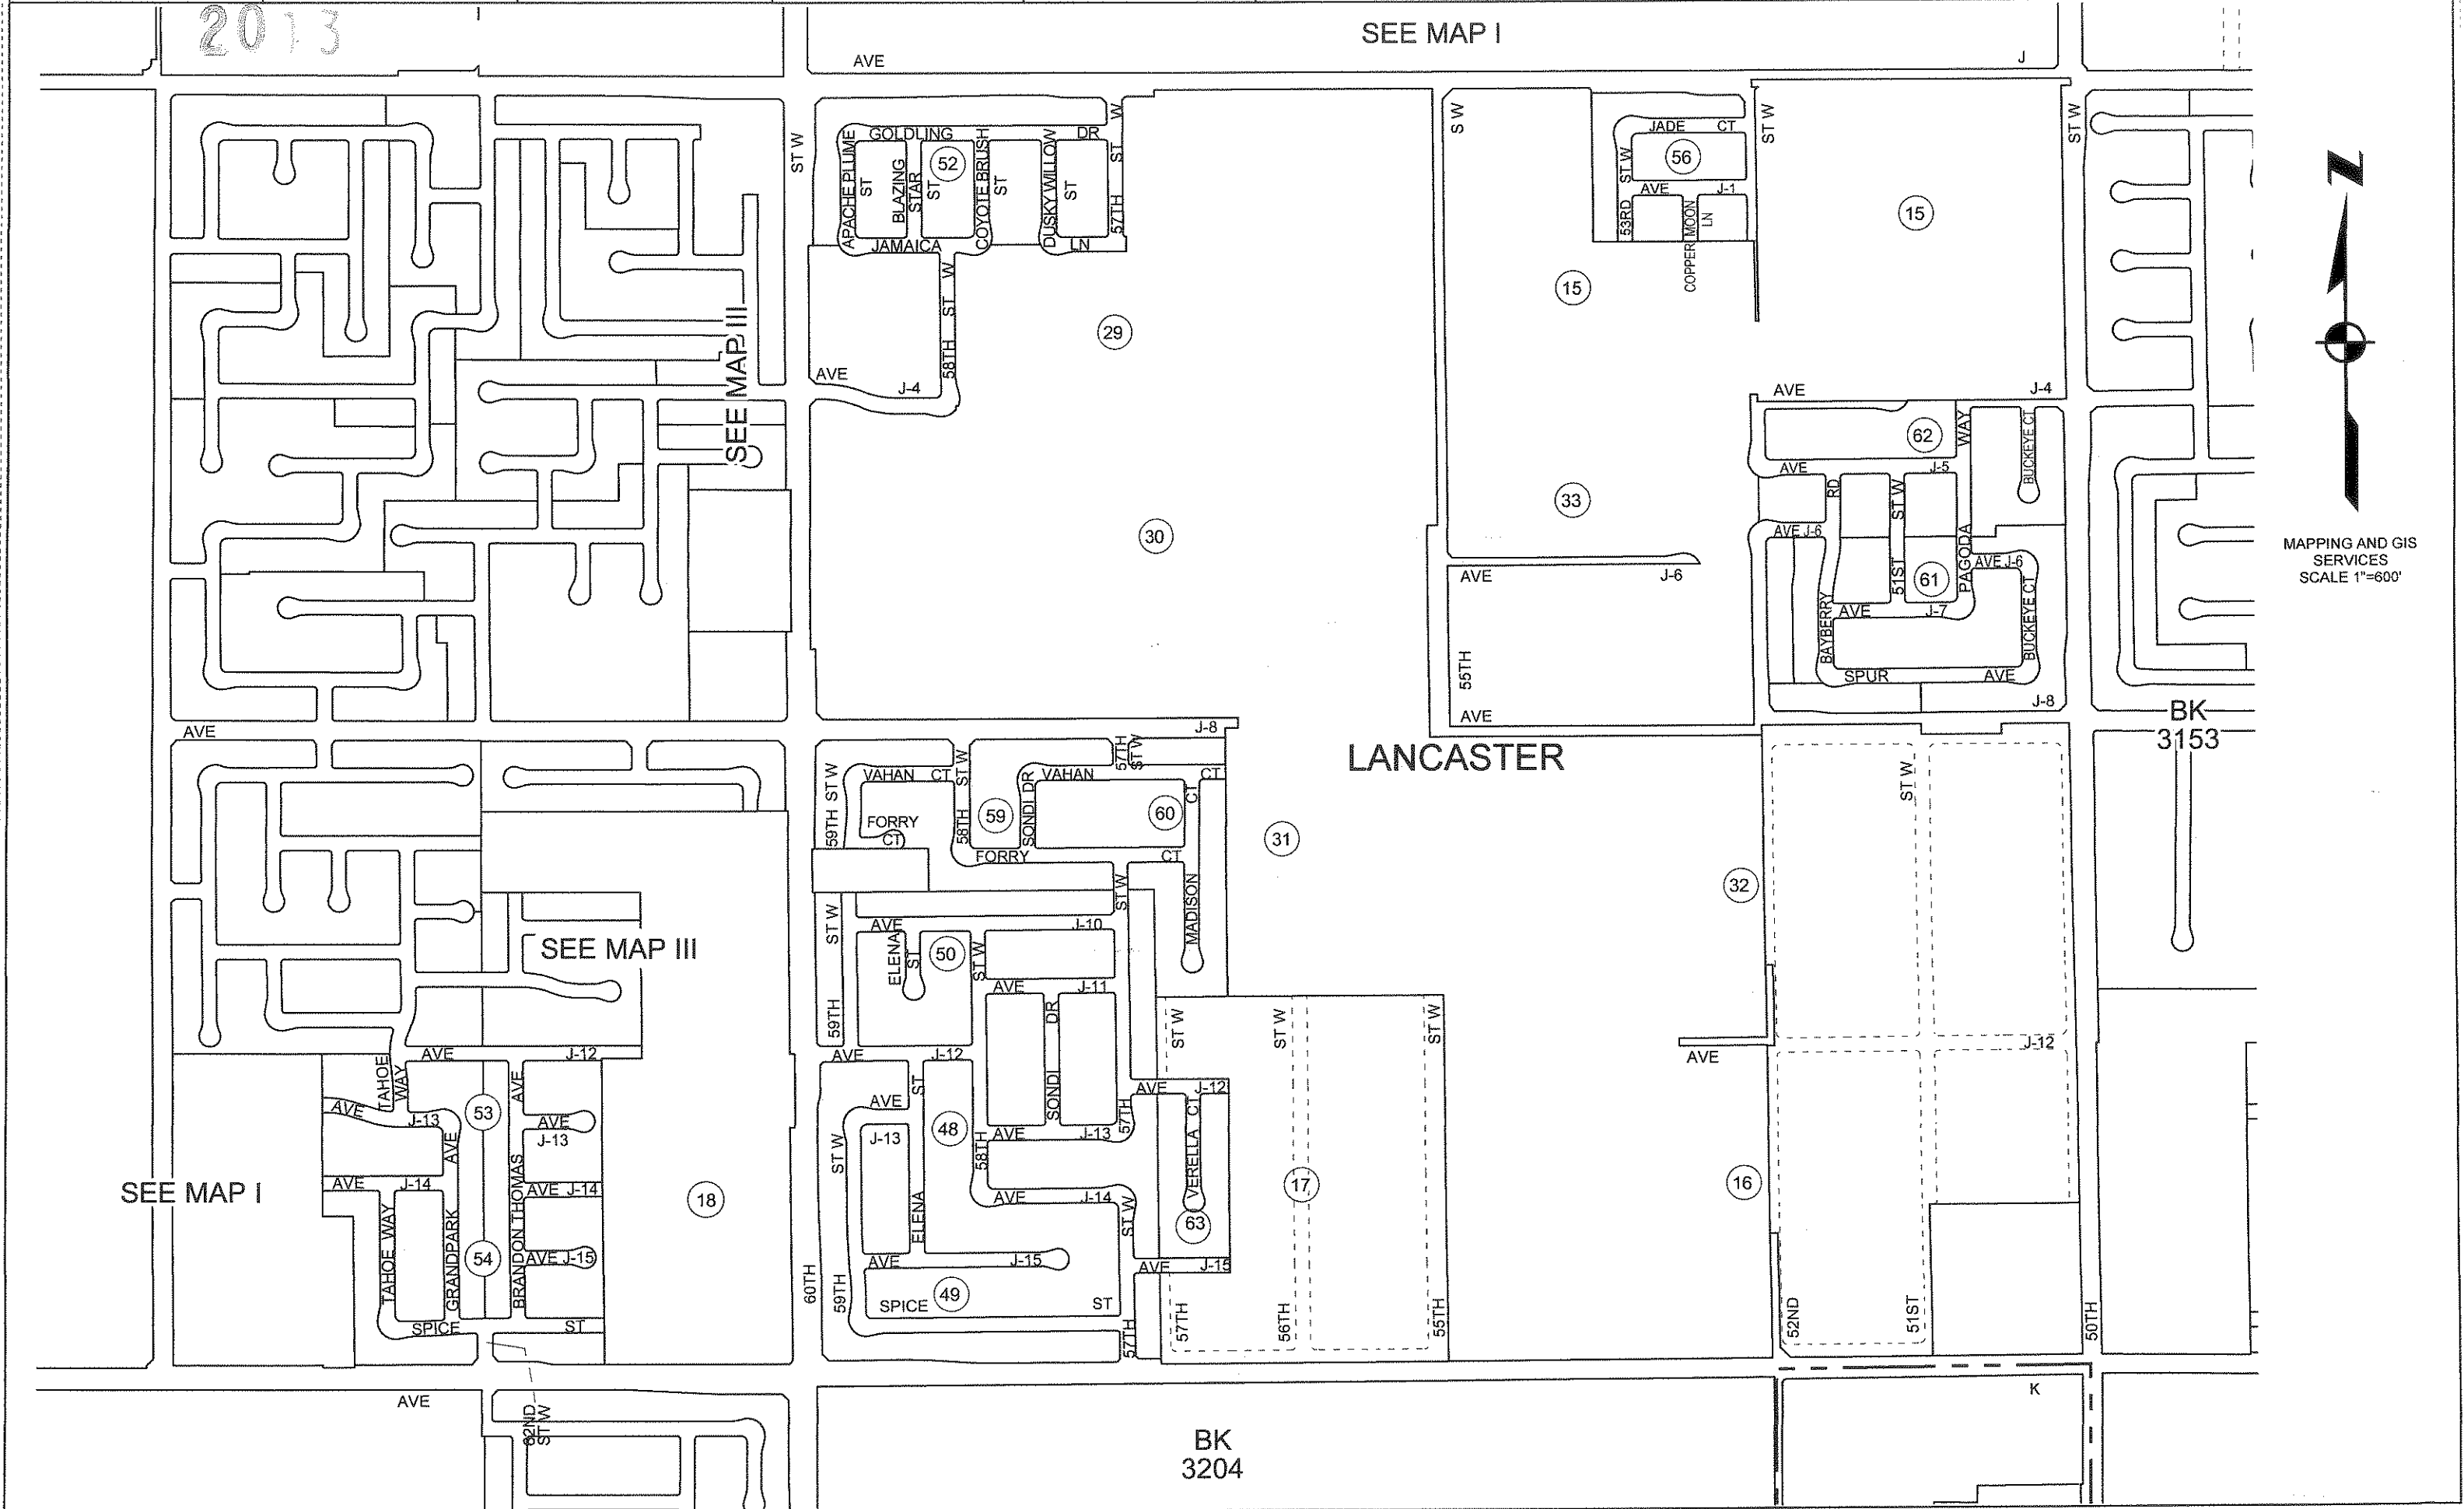 2013
SEE MAP I
AVE
J
ST W
GOLDLING
DR
APACHE PLUME
ST
BLAZING
STAR
ST
52
COYOTE BRUSH
ST
DUSKY WILLOW
ST
57TH
ST
W
JAMAICA
LN
58TH
ST
W
AVE
J-4
29
30
S W
JADE
CT
56
ST W
53RD
AVE
J-1
COPPER
MOON
LN
ST W
15
15
ST W
33
AVE
J-6
55TH
AVE
AVE
J-4
62
WAY
BUCKEYE CT
AVE
J-5
RD
ST W
51ST
61
PAGODA
AVE J-6
AVE J-6
BAYBERRY
AVE
J-7
BUCKEYE CT
SPUR
AVE
J-8
MAPPING AND GIS
SERVICES
SCALE 1"=600'
BK
3153
SEE MAP III
AVE
J-8
LANCASTER
59TH
ST W
VAHAN
CT
ST W
58TH
FORRY
CT
59
SONDI DR
VAHAN
CT
57TH
ST W
60
CT
FORRY
CT
MADISON
ST W
31
32
ST W
SEE MAP III
59TH
ST W
AVE
J-10
ELENA
ST
50
ST W
AVE
J-11
SONDI
DR
AVE
J-12
ST
AVE
J-13
48
58TH
AVE
J-13
57TH
AVE
J-14
ST W
ELENA
AVE
J-15
49
SPICE
ST
57TH
60TH
59TH
ST W
AVE
J-12
VERELLA
CT
63
AVE
J-15
ST W
57TH
ST W
56TH
17
ST W
55TH
AVE
J-12
16
52ND
51ST
50TH
SEE MAP I
TAHOE
WAY
AVE
J-12
AVE
J-13
53
AVE
AVE
J-13
AVE
J-14
AVE
AVE J-14
TAHOE WAY
GRANDPARK
54
BRANDON THOMAS
AVE J-15
SPICE
ST
18
AVE
62ND
ST W
K
BK
3204
Z